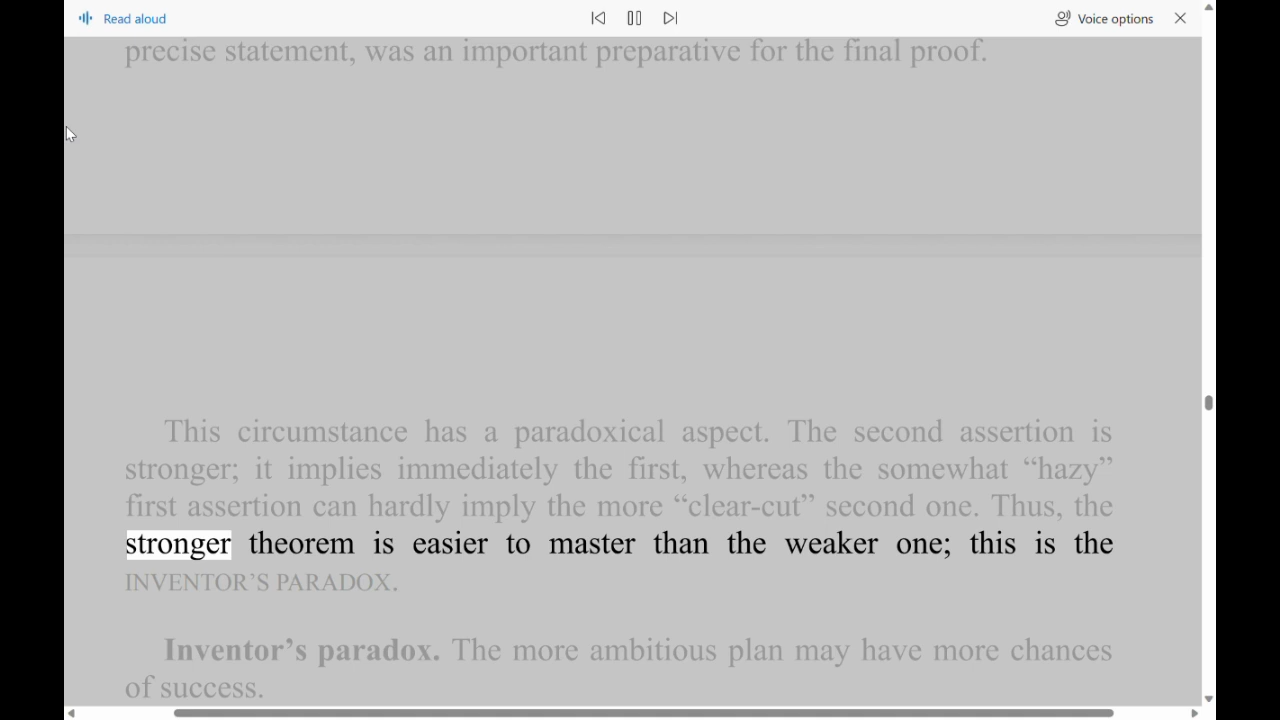 Read aloud
Voice options
precise statement, was an important preparative for the final proof.
This circumstance has a paradoxical aspect. The second assertion is
stronger; it implies immediately the first, whereas the somewhat “hazy”
first assertion can hardly imply the more “clear-cut” second one. Thus, the
stronger theorem is easier to master than the weaker one; this is the
INVENTOR’S PARADOX.
Inventor’s paradox. The more ambitious plan may have more chances
of success.